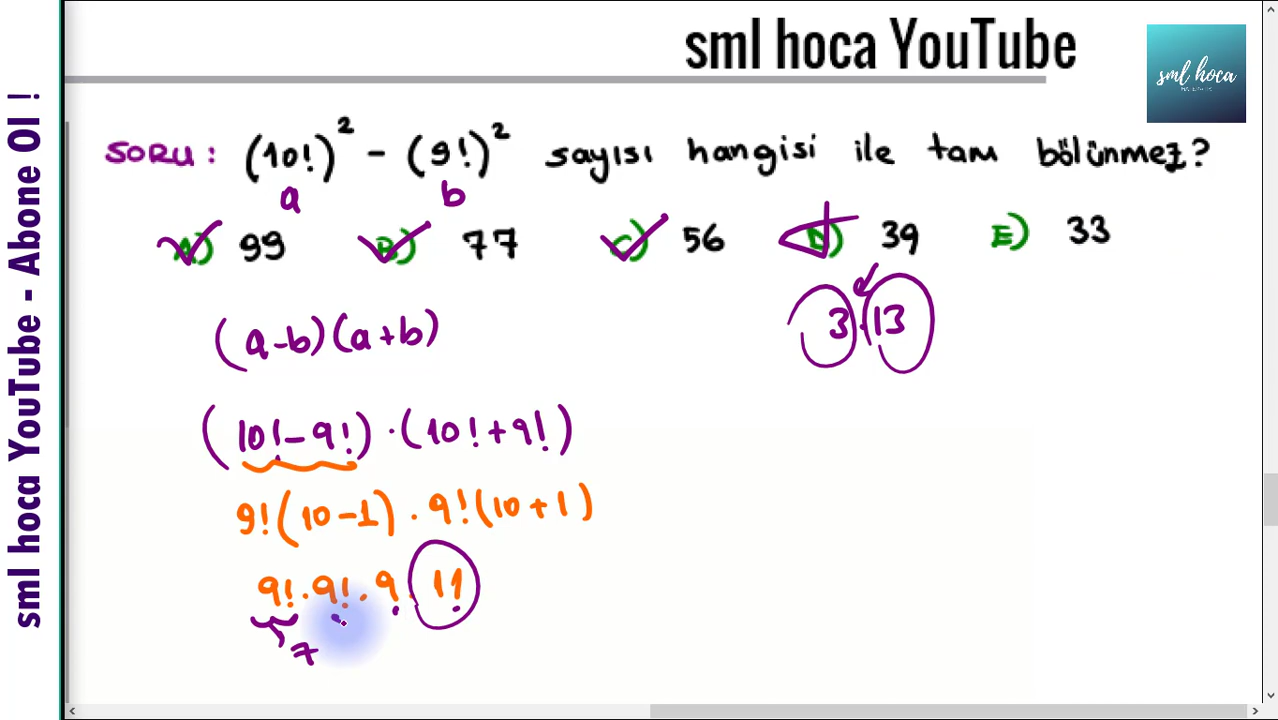 sml hoca YouTube
sml hoca
MATEMATİK
sml hoca YouTube - Abone Ol !
SORU: (10!)² - (9!)² sayısı hangisi ile tam bölünmez?
a b
A) 99 B) 77 C) 56 D) 39 E) 33
3.13
(a-b)(a+b)
(10!-9!).(10!+9!)
9!(10-1).9!(10+1)
9!.9!.9.11
7